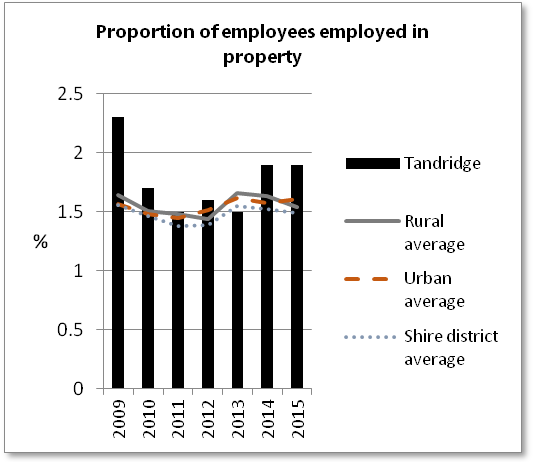 Proportion of employees employed in
property
2.5
2
1.5
1
0.5
0
%
2009
2010
2011
2012
2013
2014
2015
Tandridge
Rural
average
Urban
average
Shire district
average